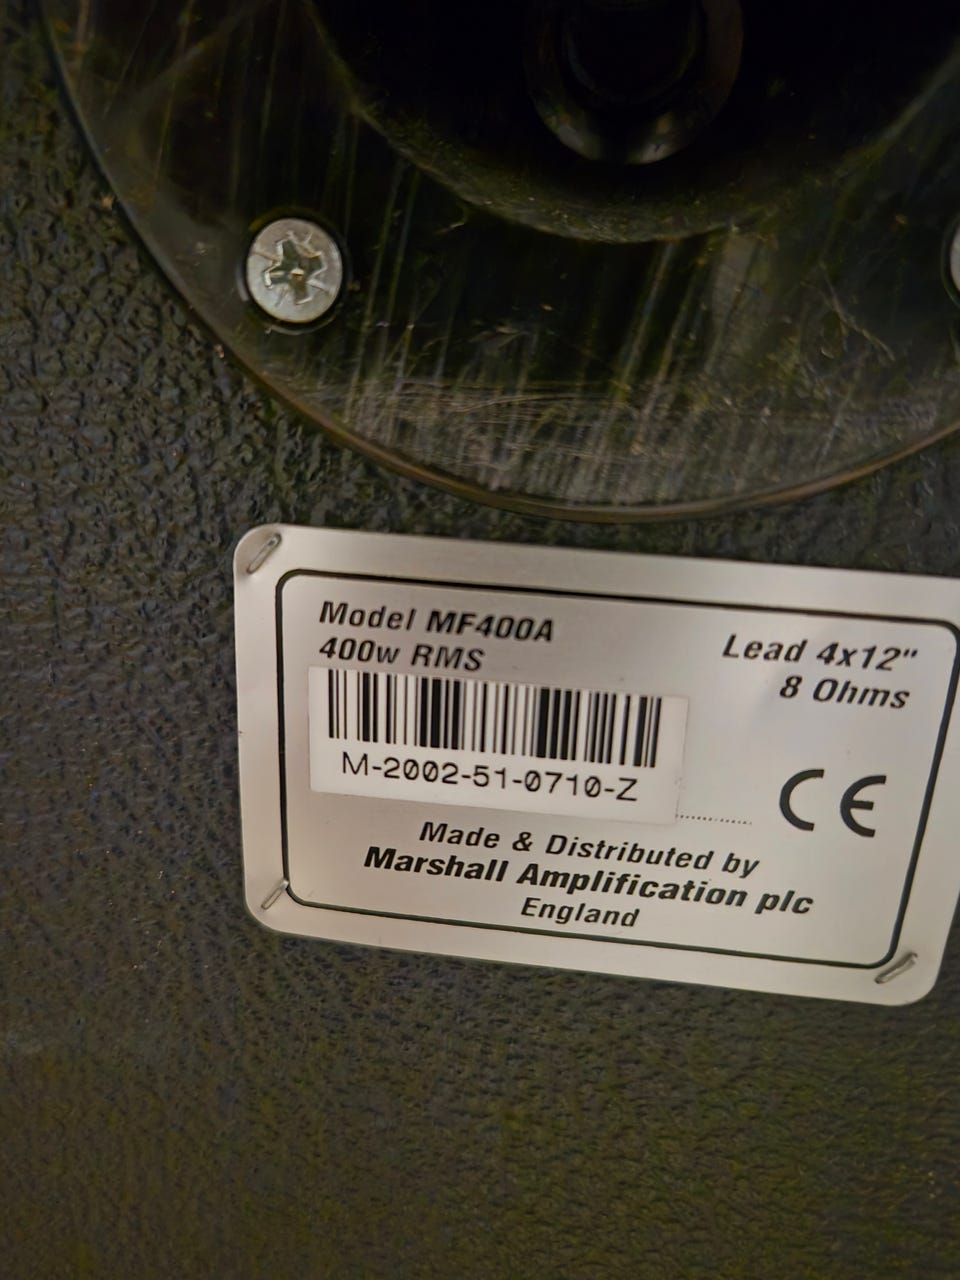 Model MF400A
400w RMS
Lead 4x12"
8 Ohms
M-2002-51-0710-Z
CE
Made & Distributed by
Marshall Amplification plc
England